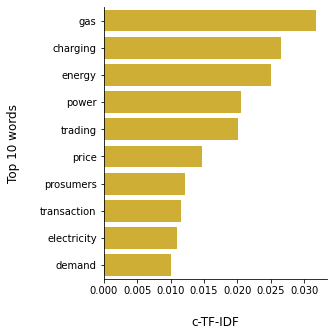 Top 10 words
gas
charging
energy
power
trading
price
prosumers
transaction
electricity
demand
0.000 0.005 0.010 0.015 0.020 0.025 0.030
c-TF-IDF